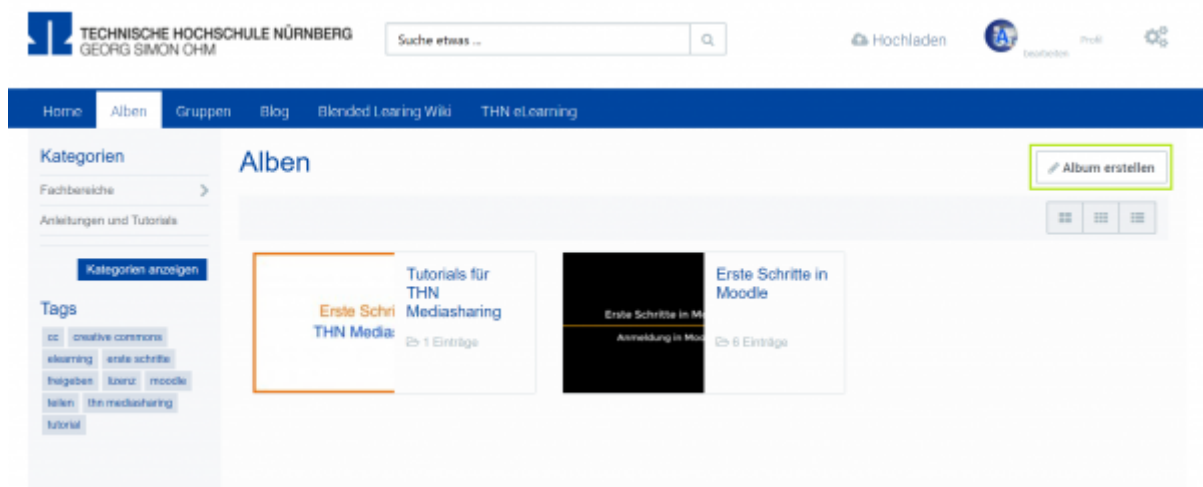 TECHNISCHE HOCHSCHULE NÜRNBERG
GEORG SIMON OHM
Suche etwas ...
Hochladen
Profil
bearbeiten
Home Alben Gruppen Blog Blended Learing Wiki THN eLearning
Kategorien
Fachbereiche
Anleitungen und Tutorials
Kategorien anzeigen
Tags
cc creative commons
elearning erste schritte
freigeben lizenz moodle
teilen thn mediasharing
tutorial
Alben
Album erstellen
Erste Schri
THN Media
Tutorials für
THN
Mediasharing
1 Einträge
Erste Schritte in M
Anmeldung in Moo
Erste Schritte in
Moodle
6 Einträge